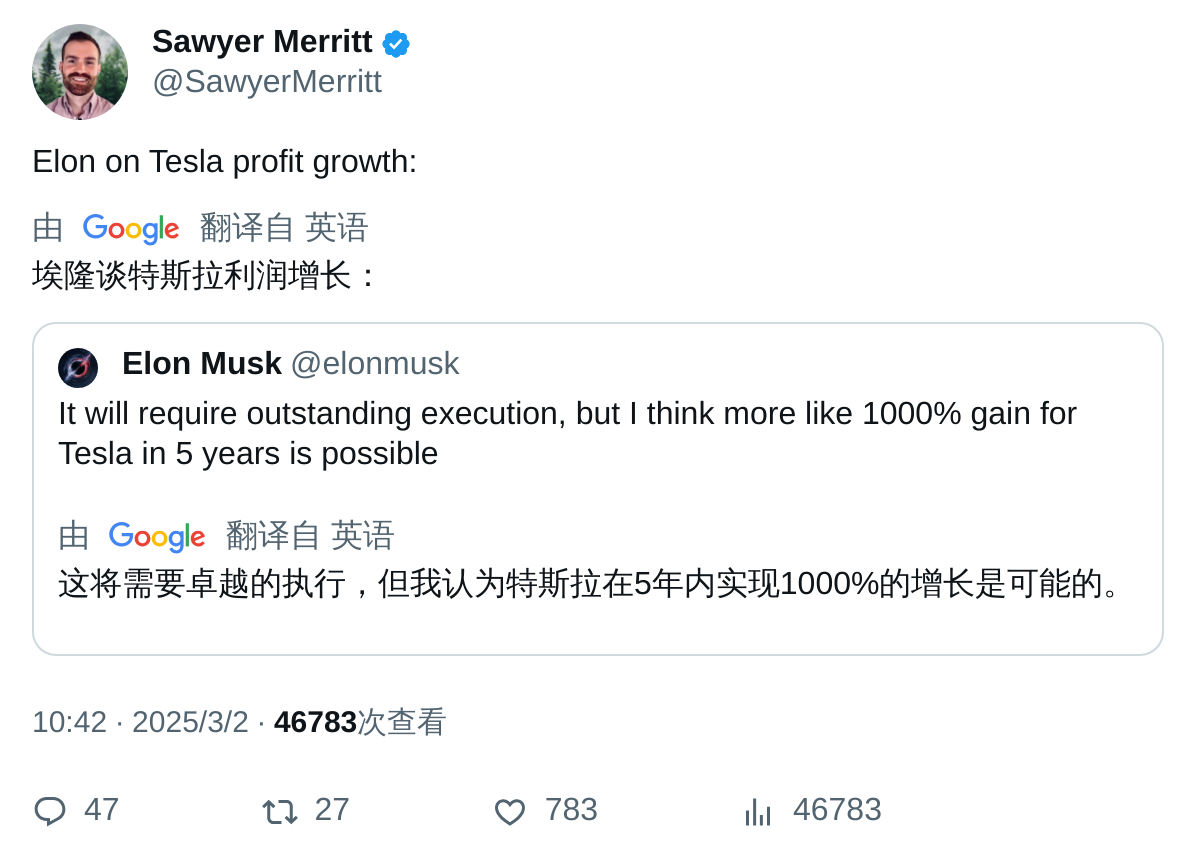 Sawyer Merritt
@SawyerMerritt
Elon on Tesla profit growth:
由 Google 翻译自 英语
埃隆谈特斯拉利润增长：
Elon Musk @elonmusk
It will require outstanding execution, but I think more like 1000% gain for
Tesla in 5 years is possible
由 Google 翻译自 英语
这将需要卓越的执行，但我认为特斯拉在5年内实现1000%的增长是可能的。
10:42 · 2025/3/2 · 46783次查看
47 27 783 46783